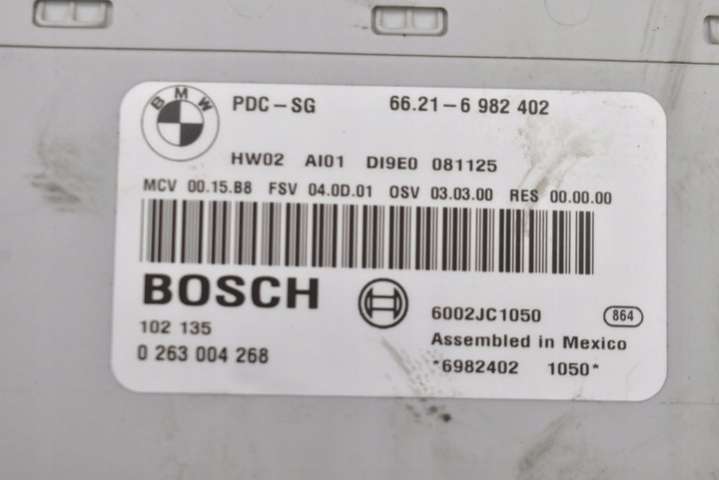 BMW
PDC-SG 66.21-6 982 402
HW02 AI01 DI9E0 081125
MCV 00.15.B8 FSV 04.0D.01 OSV 03.03.00 RES 00.00.00
BOSCH
6002JC1050 864
102 135
Assembled in Mexico
0 263 004 268
*6982402 1050*